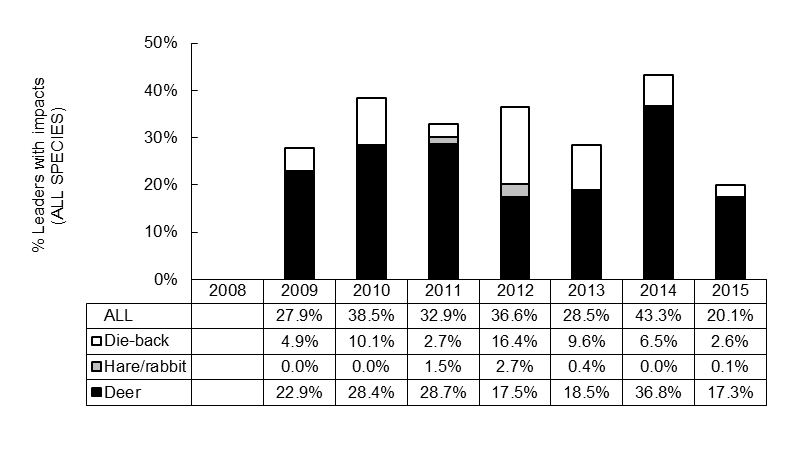 % Leaders with impacts
(ALL SPECIES)
50%
40%
30%
20%
10%
0%
2008 2009 2010 2011 2012 2013 2014 2015
ALL 27.9% 38.5% 32.9% 36.6% 28.5% 43.3% 20.1%
Die-back 4.9% 10.1% 2.7% 16.4% 9.6% 6.5% 2.6%
Hare/rabbit 0.0% 0.0% 1.5% 2.7% 0.4% 0.0% 0.1%
Deer 22.9% 28.4% 28.7% 17.5% 18.5% 36.8% 17.3%